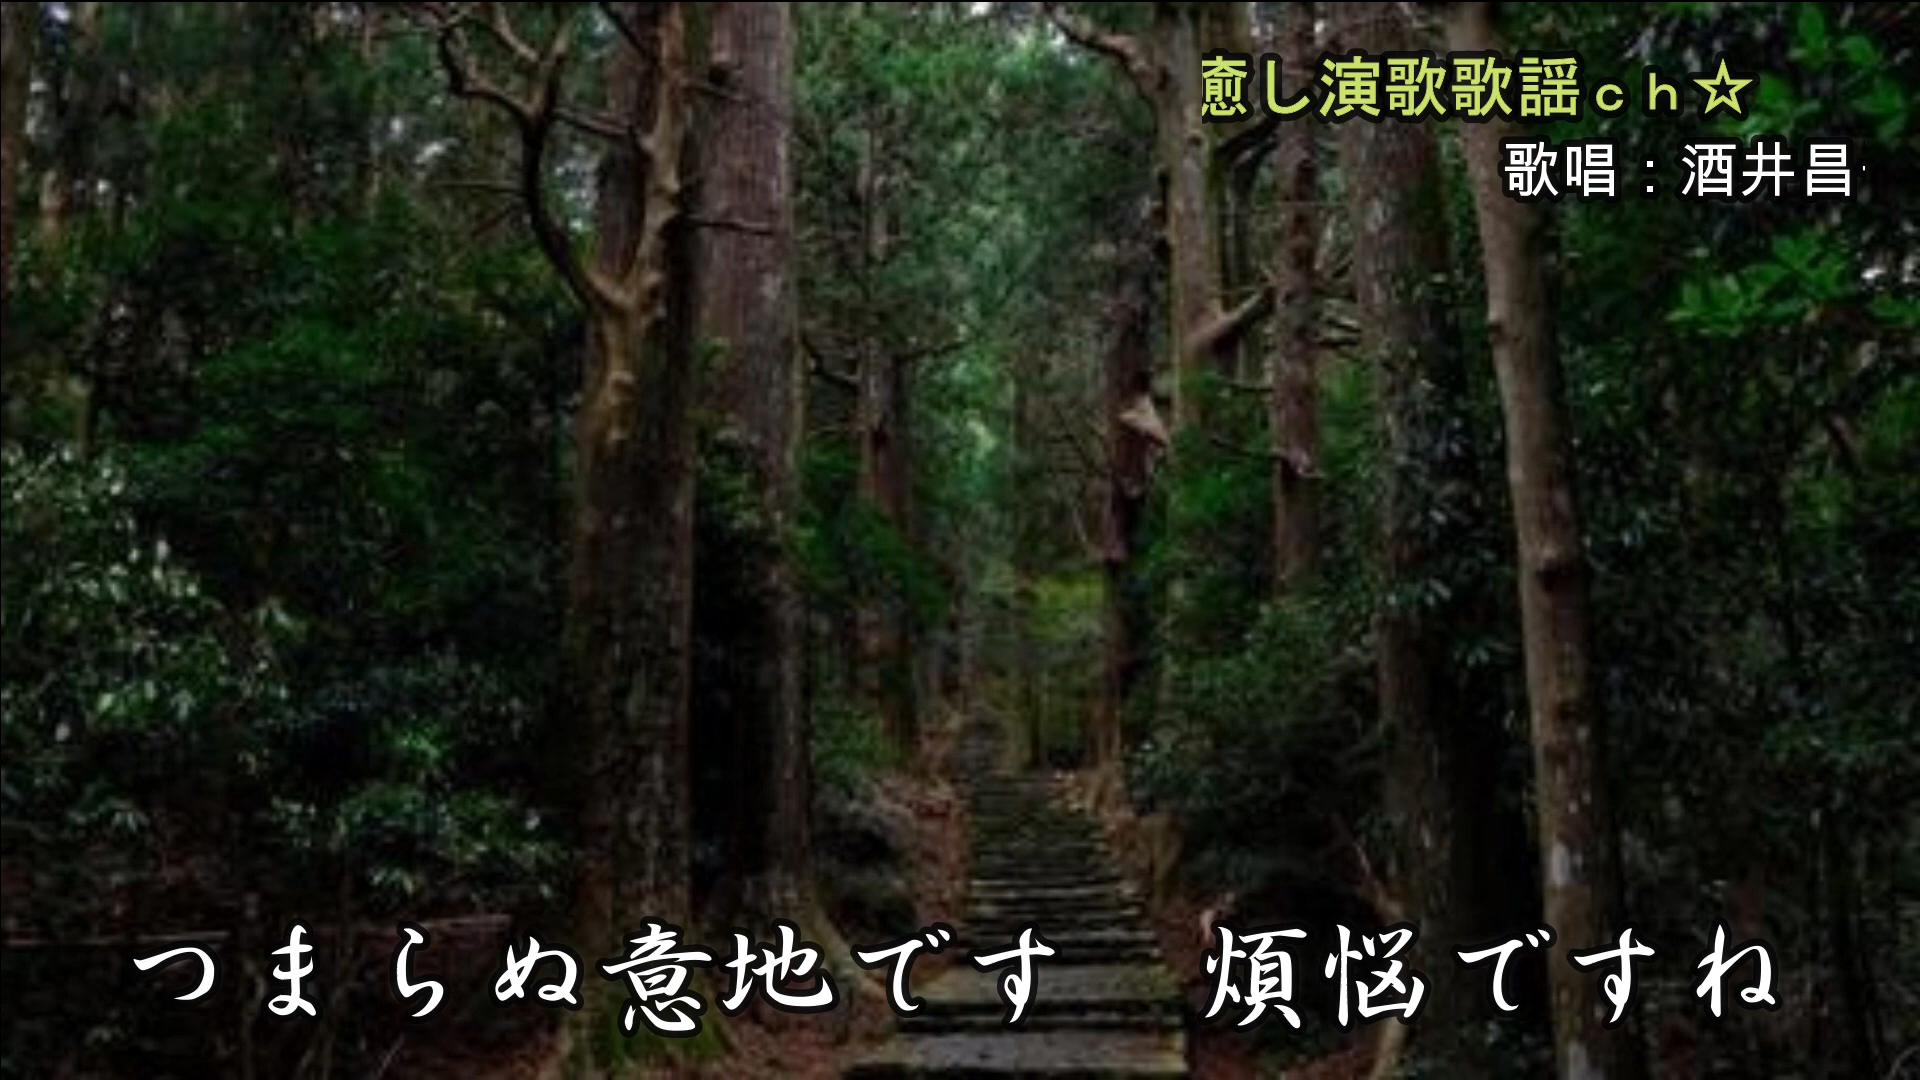 癒し演歌歌謡ｃｈ☆
歌唱：酒井昌
つまらぬ意地です　煩悩ですね